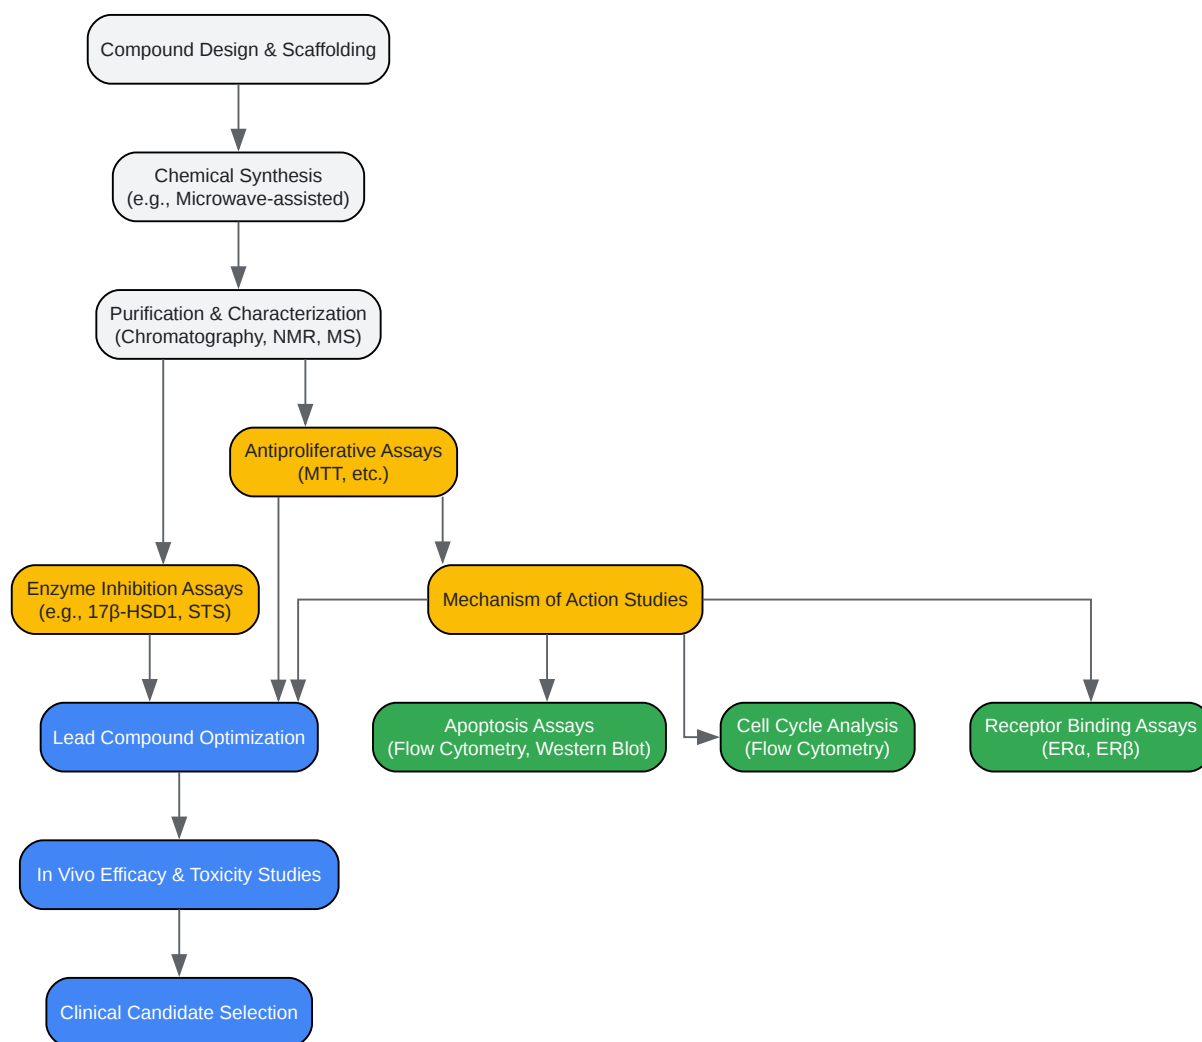 Compound Design & Scaffolding
Chemical Synthesis
(e.g., Microwave-assisted)
Purification & Characterization
(Chromatography, NMR, MS)
Antiproliferative Assays
(MTT, etc.)
Enzyme Inhibition Assays
(e.g., 17β-HSD1, STS)
Mechanism of Action Studies
Lead Compound Optimization
Apoptosis Assays
(Flow Cytometry, Western Blot)
Cell Cycle Analysis
(Flow Cytometry)
Receptor Binding Assays
(ERα, ERβ)
In Vivo Efficacy & Toxicity Studies
Clinical Candidate Selection